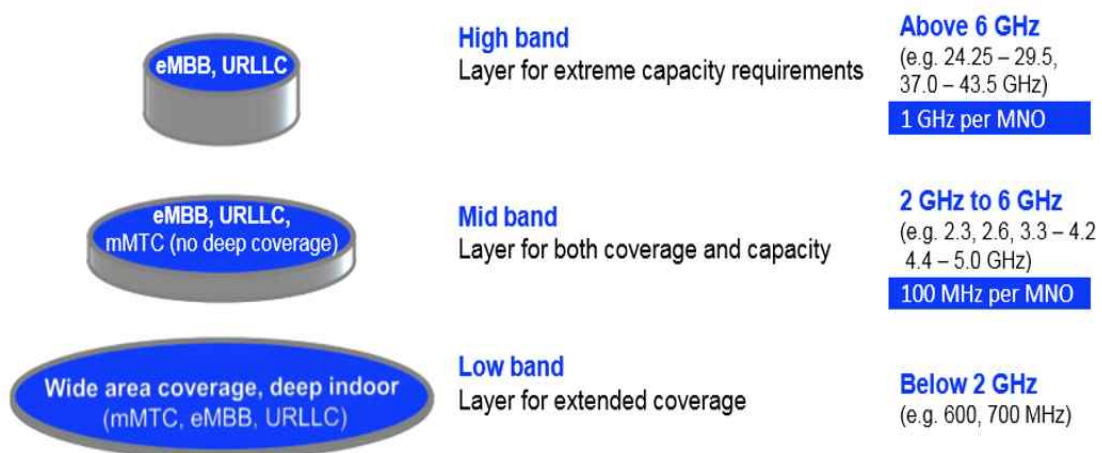 eMBB, URLLC
High band
Layer for extreme capacity requirements
Above 6 GHz
(e.g. 24.25 – 29.5,
37.0 – 43.5 GHz)
1 GHz per MNO
eMBB, URLLC,
mMTC (no deep coverage)
Mid band
Layer for both coverage and capacity
2 GHz to 6 GHz
(e.g. 2.3, 2.6, 3.3 – 4.2
4.4 – 5.0 GHz)
100 MHz per MNO
Wide area coverage, deep indoor
(mMTC, eMBB, URLLC)
Low band
Layer for extended coverage
Below 2 GHz
(e.g. 600, 700 MHz)